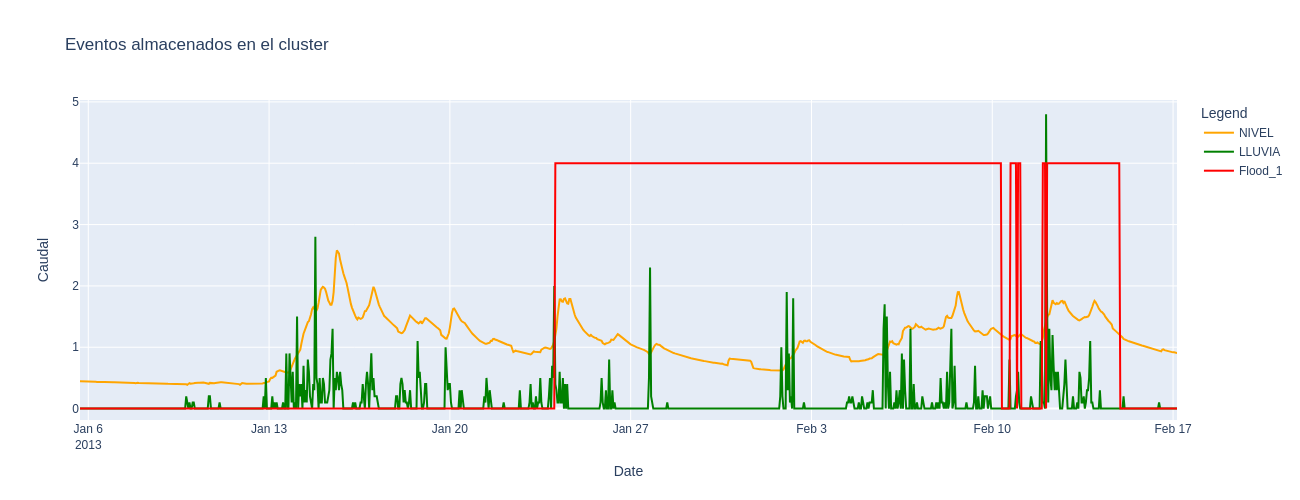 Eventos almacenados en el cluster
Legend
NIVEL
LLUVIA
Flood_1
Caudal
5
4
3
2
1
0
Jan 6
2013
Jan 13
Jan 20
Jan 27
Feb 3
Feb 10
Feb 17
Date